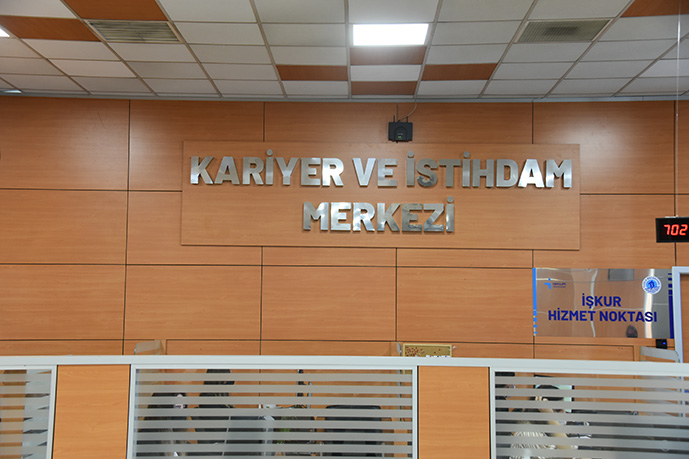 KARİYER VE İSTİHDAM
MERKEZİ
702
İŞKUR
HİZMET NOKTASI